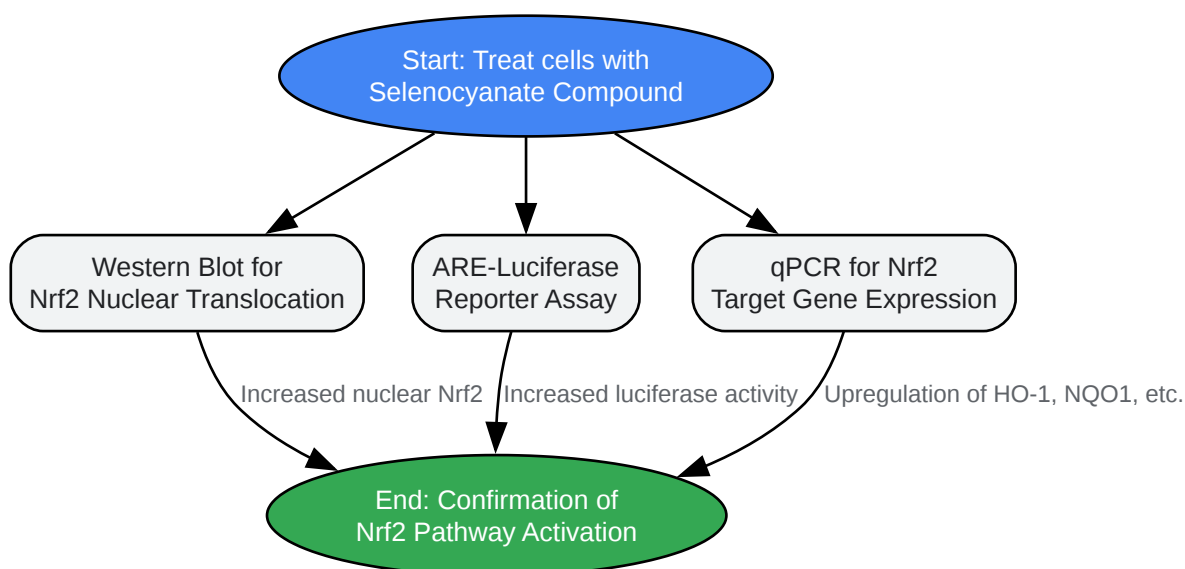 Start: Treat cells with
Selenocyanate Compound
Western Blot for
Nrf2 Nuclear Translocation
ARE-Luciferase
Reporter Assay
qPCR for Nrf2
Target Gene Expression
Increased nuclear Nrf2
Increased luciferase activity
Upregulation of HO-1, NQO1, etc.
End: Confirmation of
Nrf2 Pathway Activation